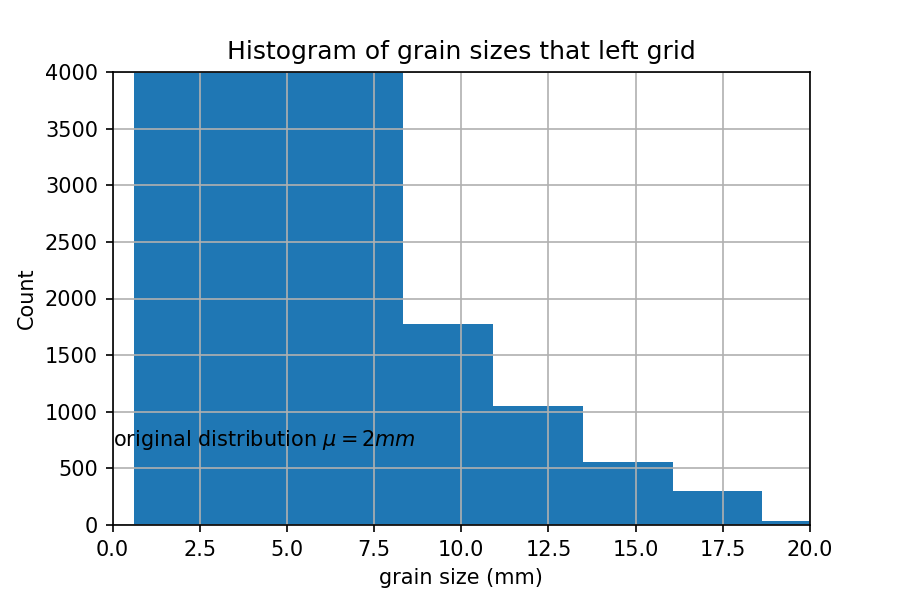 Histogram of grain sizes that left grid
4000
3500
3000
2500
2000
1500
1000
500
0
Count
original distribution μ = 2mm
0.0 2.5 5.0 7.5 10.0 12.5 15.0 17.5 20.0
grain size (mm)